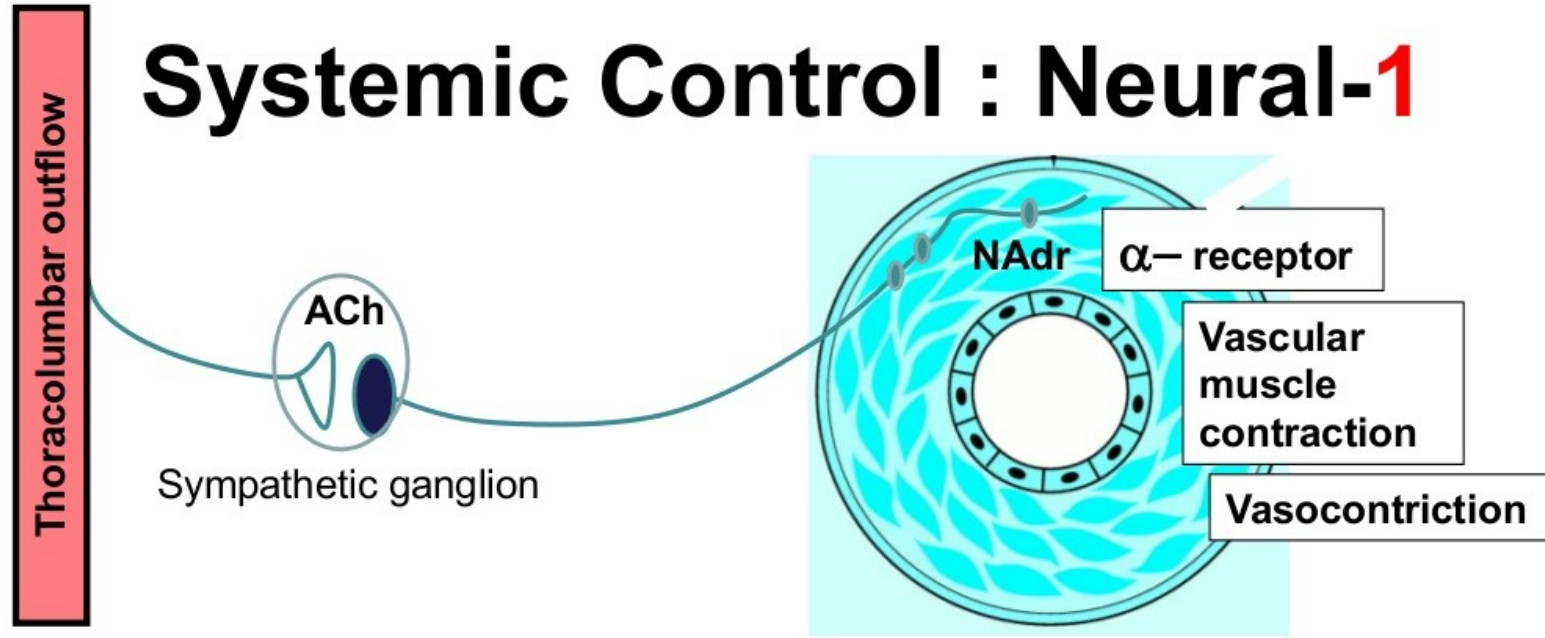 Systemic Control : Neural-1
Thoracolumbar outflow
ACh
Sympathetic ganglion
NAdr
α– receptor
Vascular
muscle
contraction
Vasocontriction